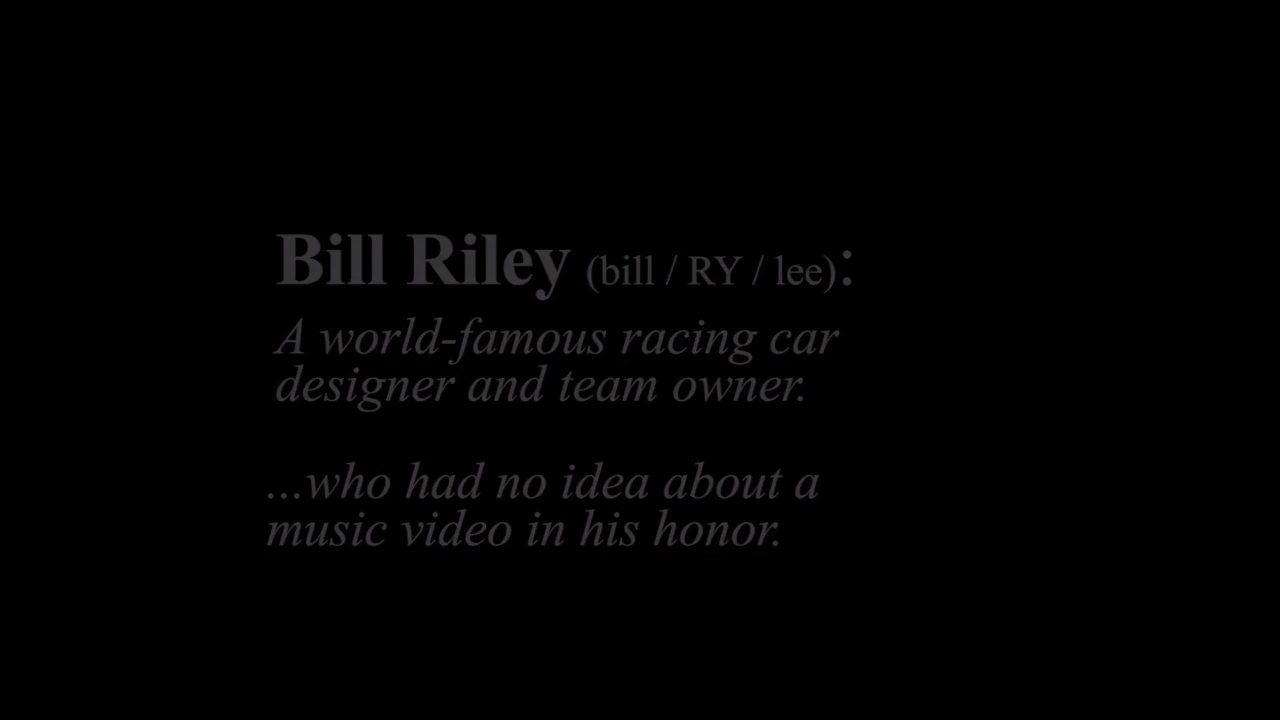 Bill Riley (bill / RY / lee):
A world-famous racing car
designer and team owner.
...who had no idea about a
music video in his honor.